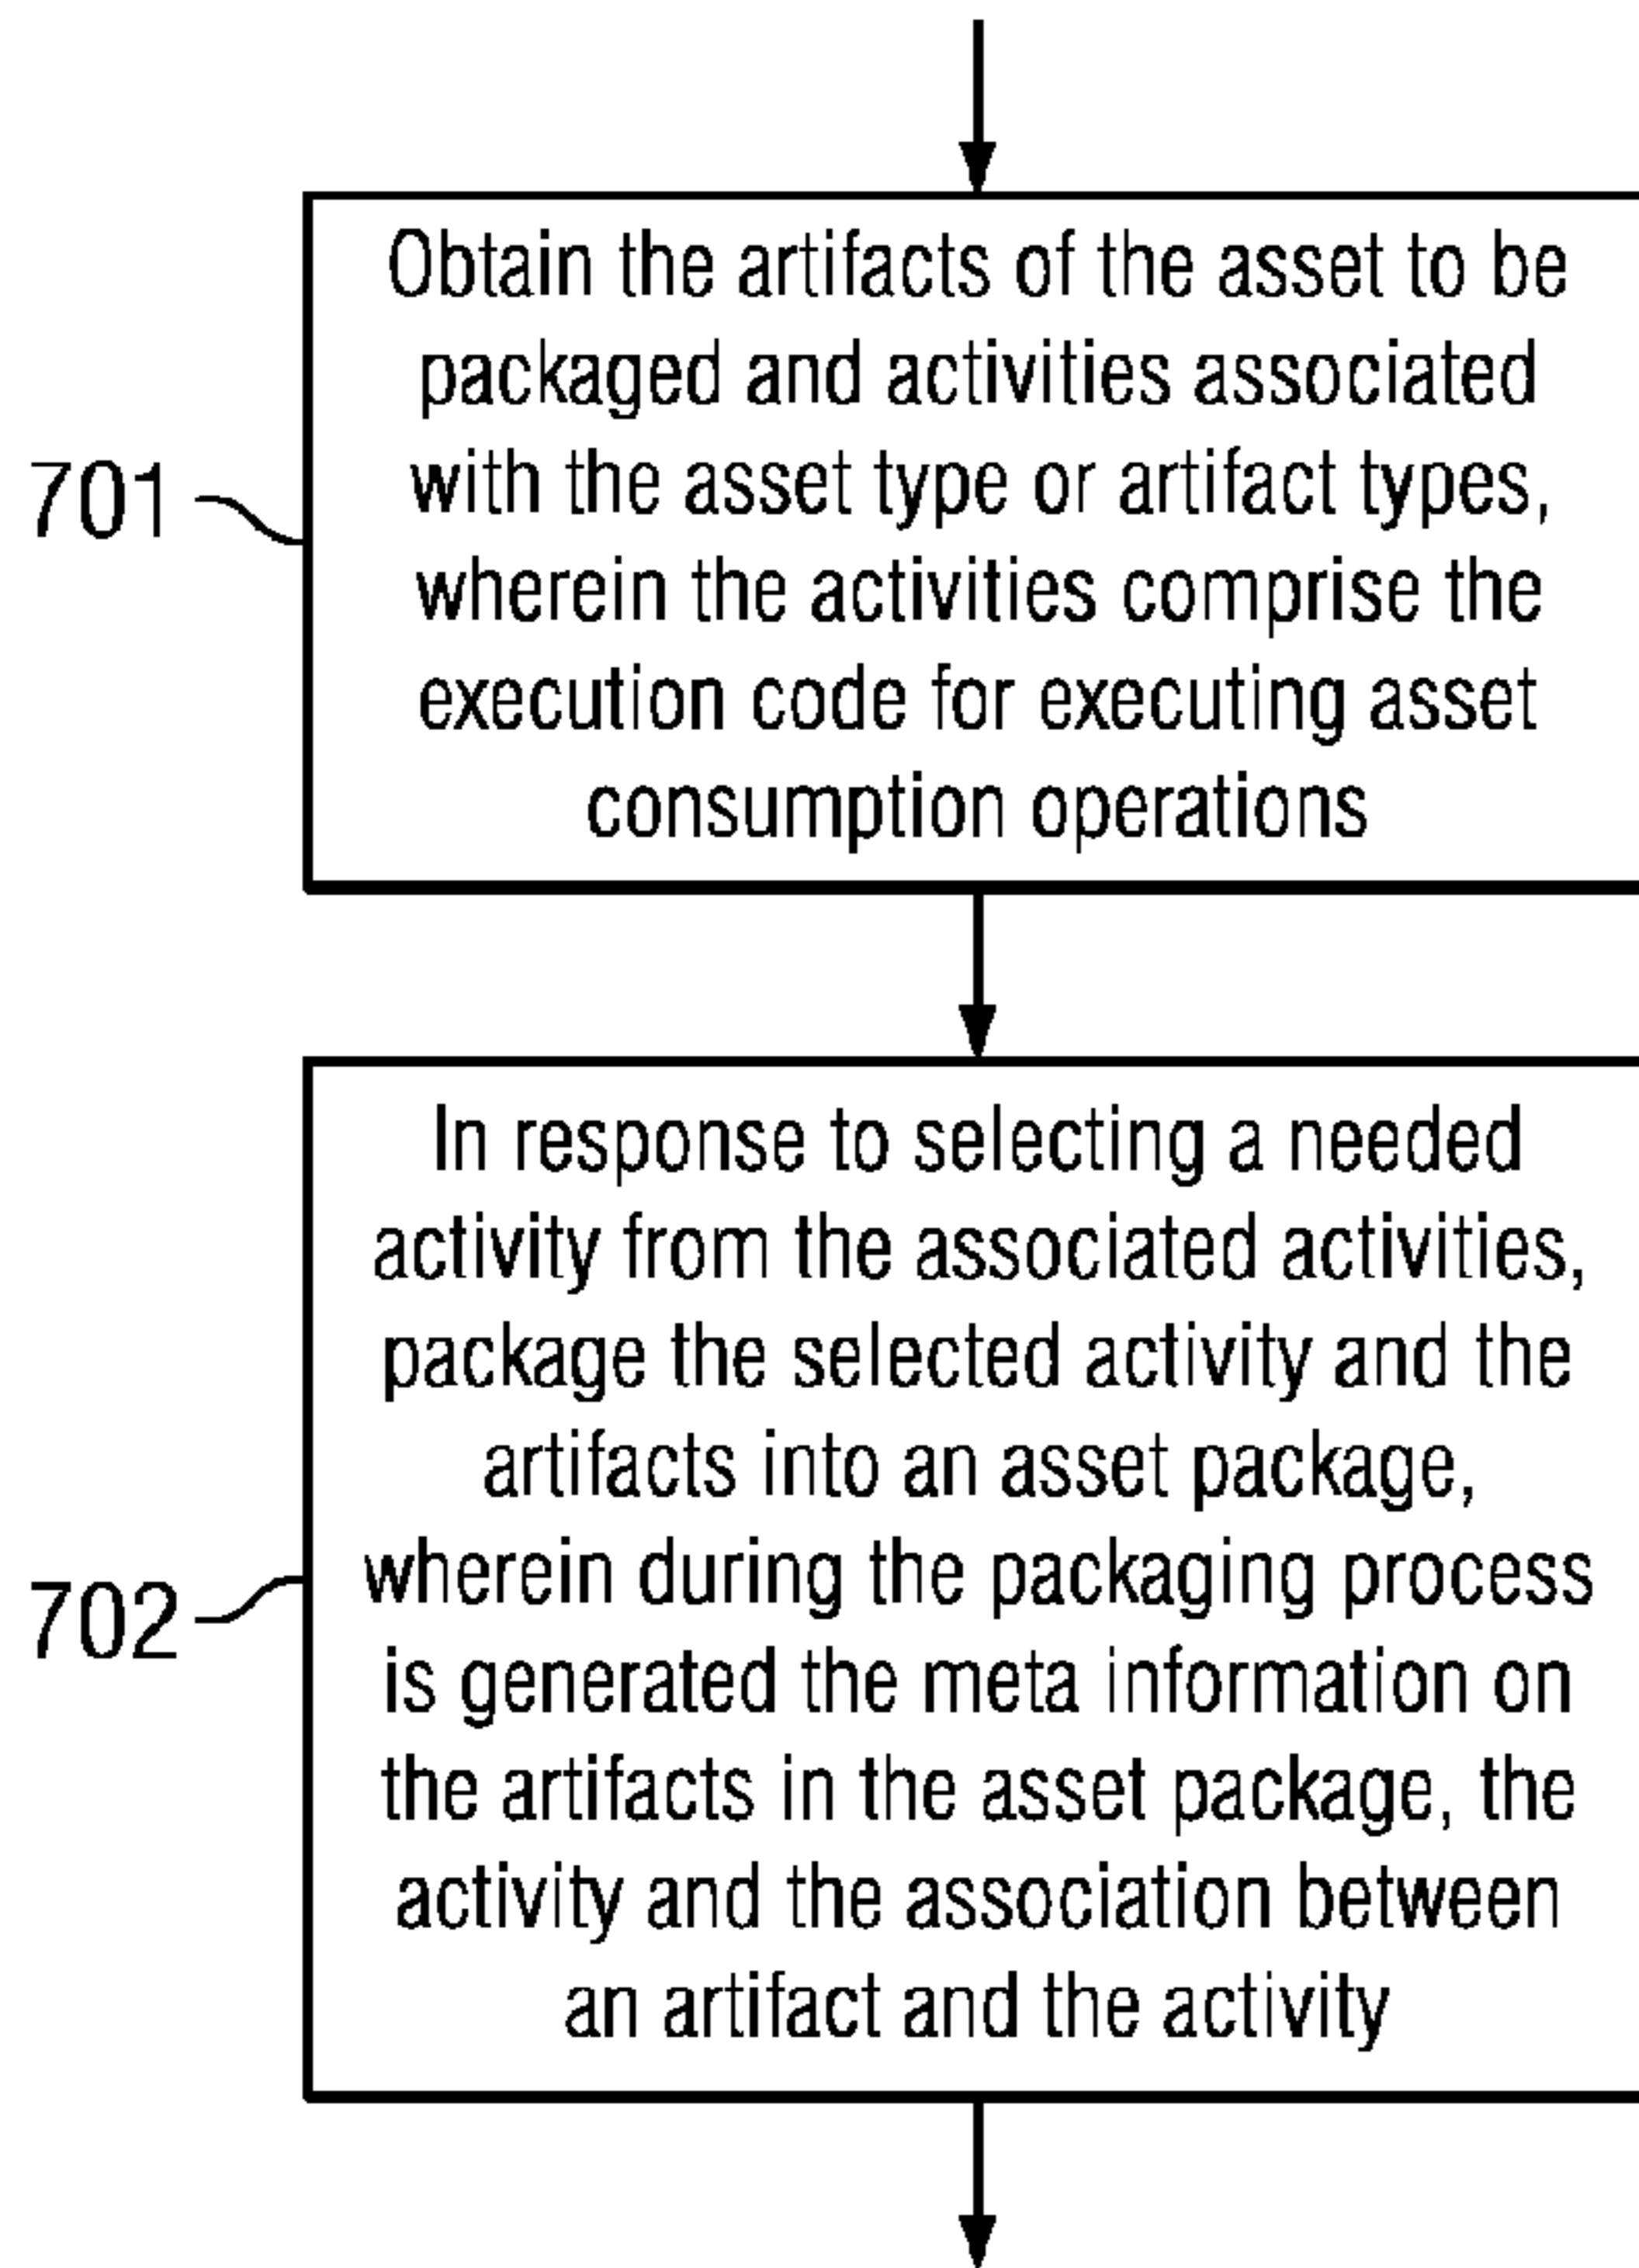 Obtain the artifacts of the asset to be
packaged and activities associated
with the asset type or artifact types,
wherein the activities comprise the
execution code for executing asset
consumption operations
701
In response to selecting a needed
activity from the associated activities,
package the selected activity and the
artifacts into an asset package,
wherein during the packaging process
is generated the meta information on
the artifacts in the asset package, the
activity and the association between
an artifact and the activity
702